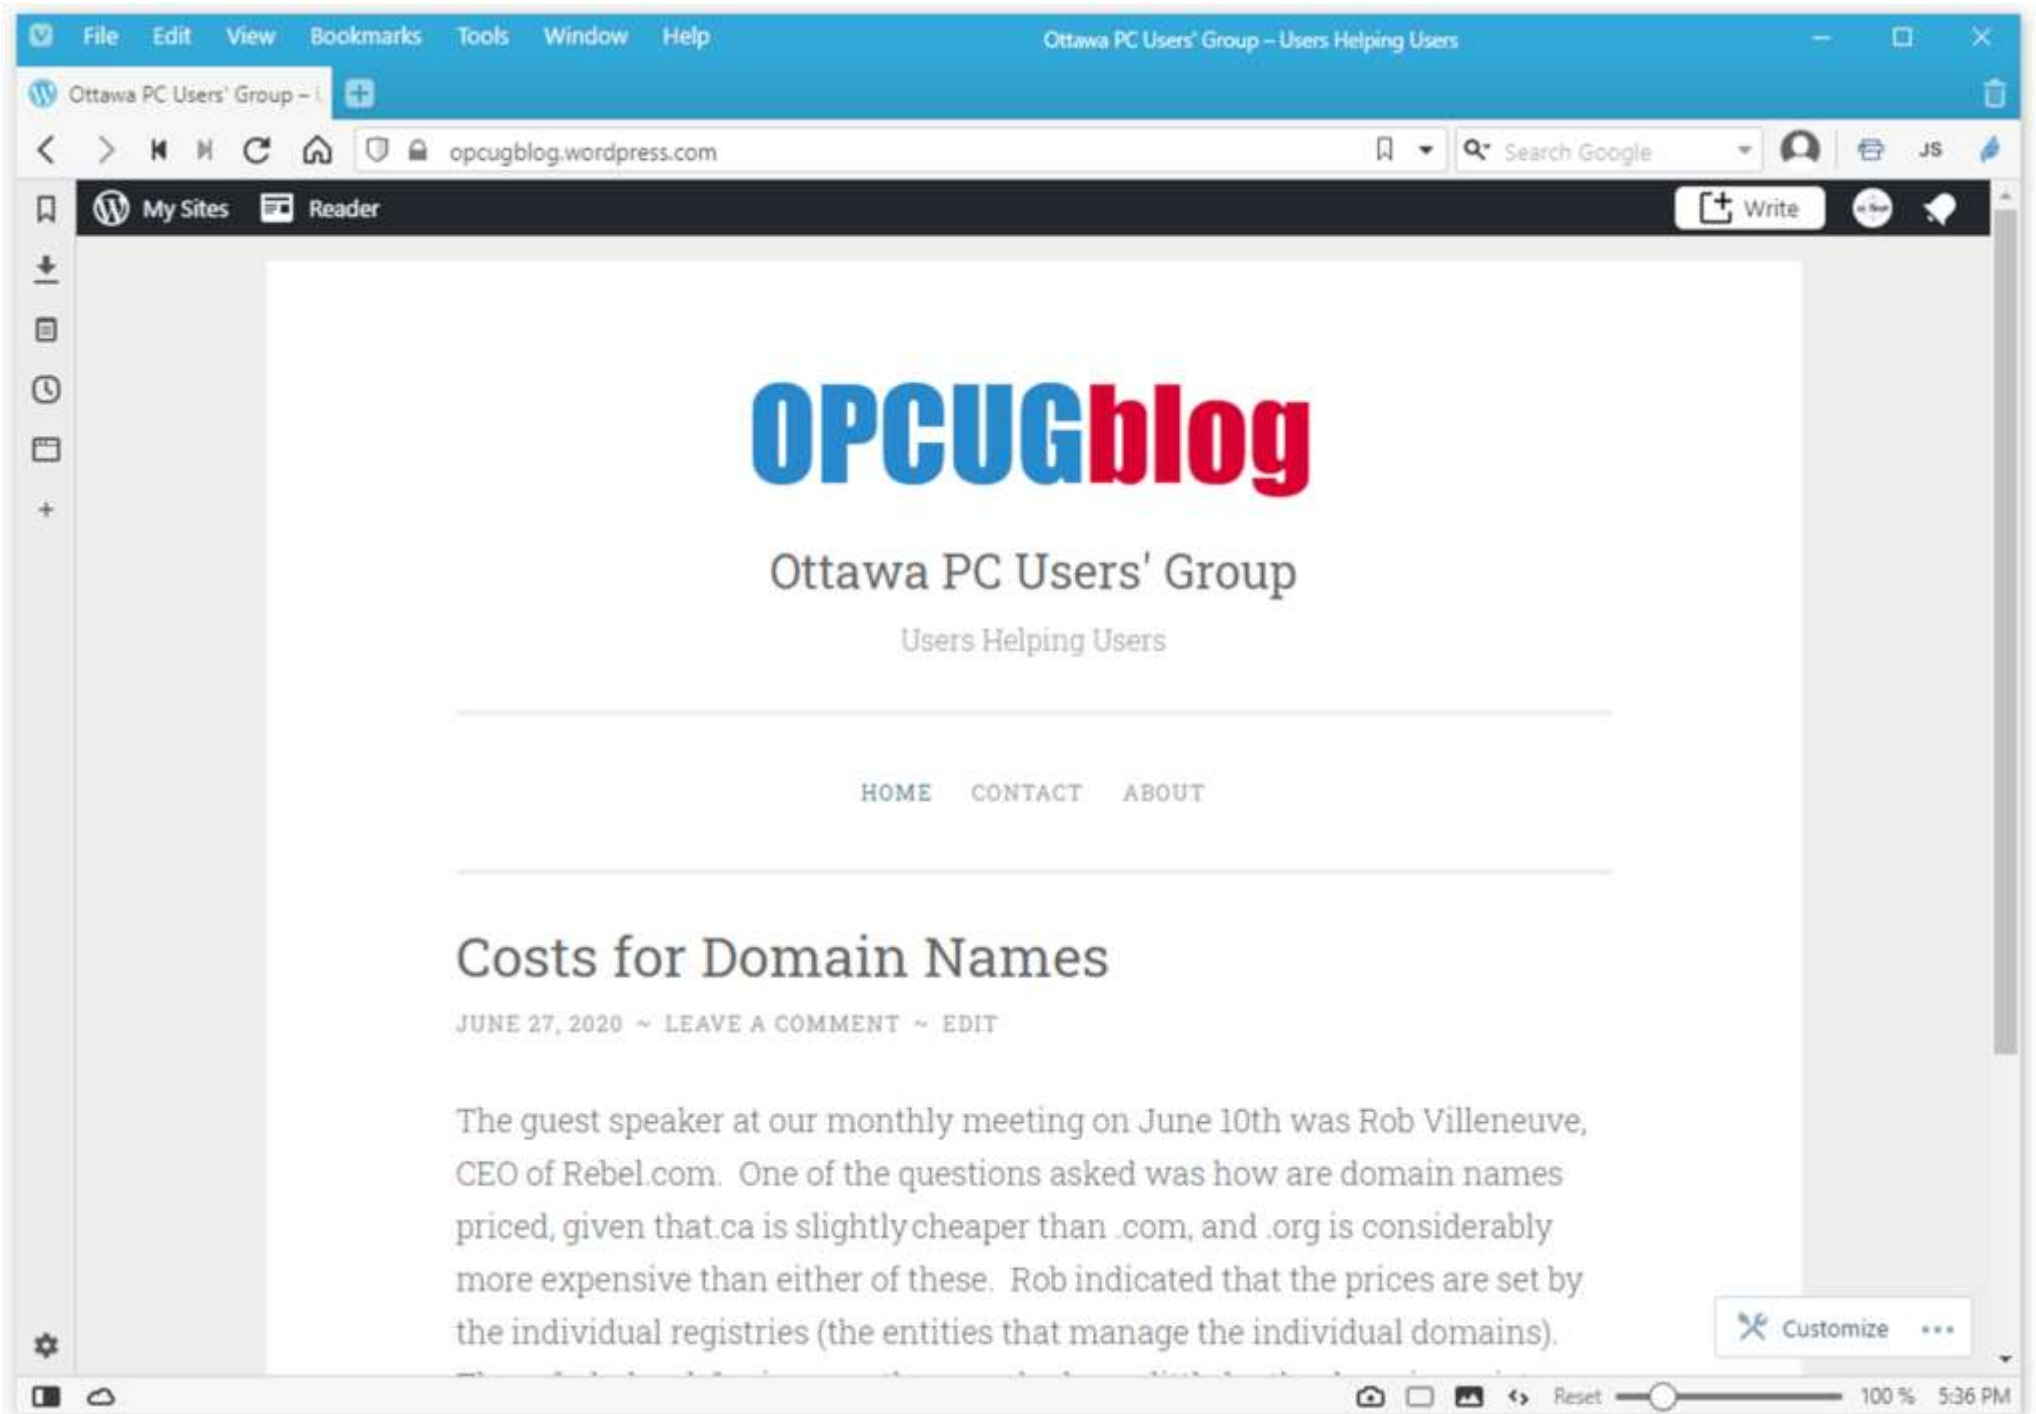 File Edit View Bookmarks Tools Window Help
Ottawa PC Users' Group – Users Helping Users
Ottawa PC Users' Group –
opcugblog.wordpress.com
Search Google
JS
My Sites Reader
Write
OPCUGblog
Ottawa PC Users' Group
Users Helping Users
HOME CONTACT ABOUT
Costs for Domain Names
JUNE 27, 2020 ~ LEAVE A COMMENT ~ EDIT
The guest speaker at our monthly meeting on June 10th was Rob Villeneuve,
CEO of Rebel.com. One of the questions asked was how are domain names
priced, given that.ca is slightly cheaper than .com, and .org is considerably
more expensive than either of these. Rob indicated that the prices are set by
the individual registries (the entities that manage the individual domains).
Customize
Reset 100 % 5:36 PM